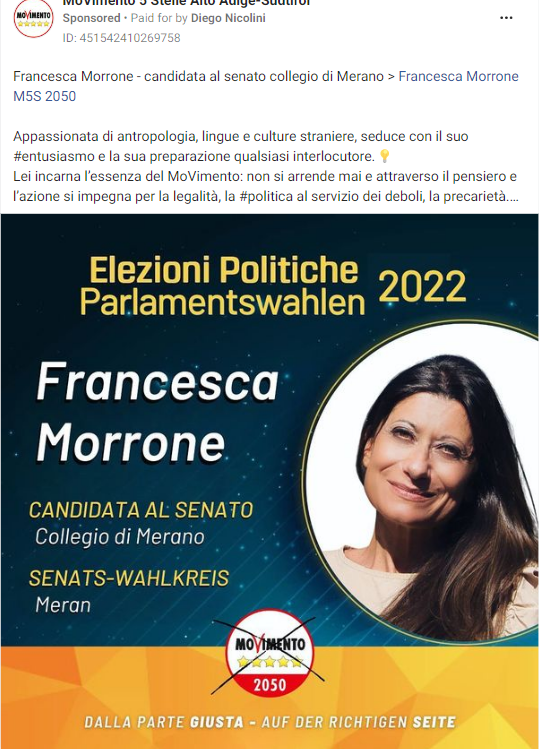 MoVimento 5 Stelle Alto Adige-Südtirol
Sponsored • Paid for by Diego Nicolini
ID: 451542410269758
Francesca Morrone - candidata al senato collegio di Merano > Francesca Morrone
M5S 2050
Appassionata di antropologia, lingue e culture straniere, seduce con il suo
#entusiasmo e la sua preparazione qualsiasi interlocutore. 💡
Lei incarna l’essenza del MoVimento: non si arrende mai e attraverso il pensiero e
l’azione si impegna per la legalità, la #politica al servizio dei deboli, la precarietà....
Elezioni Politiche
Parlamentswahlen 2022
Francesca
Morrone
CANDIDATA AL SENATO
Collegio di Merano
SENATS-WAHLKREIS
Meran
MOVIMENTO
2050
DALLA PARTE GIUSTA - AUF DER RICHTIGEN SEITE